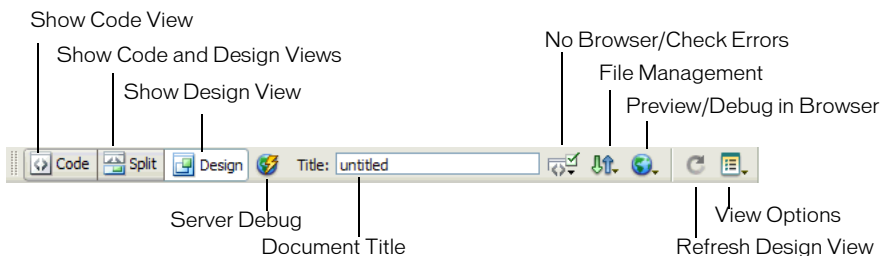 Show Code View
Show Code and Design Views
Show Design View
No Browser/Check Errors
File Management
Preview/Debug in Browser
Code Split Design Title: untitled
Server Debug
Document Title
View Options
Refresh Design View